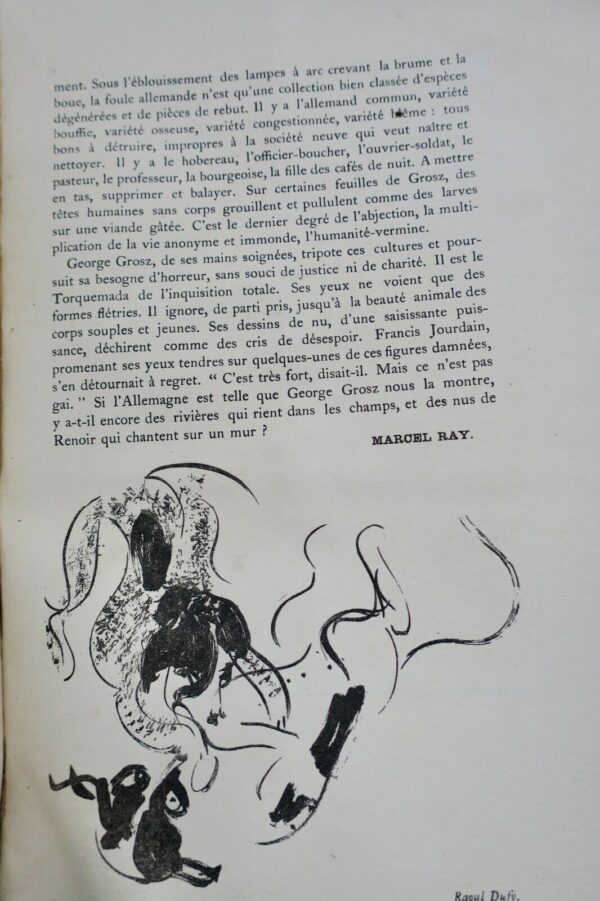 ment. Sous l'éblouissement des lampes à arc crevant la brume et la
boue, la foule allemande n'est qu'une collection bien classée d'espèces
dégénérées et de pièces de rebut. Il y a l'allemand commun, variété
bouffie, variété osseuse, variété congestionnée, variété blême : tous
bons à détruire, impropres à la société neuve qui veut naître et
nettoyer. Il y a le hobereau, l'officier-boucher, l'ouvrier-soldat, le
pasteur, le professeur, la bourgeoise, la fille des cafés de nuit. A mettre
en tas, supprimer et balayer. Sur certaines feuilles de Grosz, des
têtes humaines sans corps grouillent et pullulent comme des larves
sur une viande gâtée. C'est le dernier degré de l'abjection, la multi-
plication de la vie anonyme et immonde, l'humanité-vermine.
George Grosz, de ses mains soignées, tripote ces cultures et pour-
suit sa besogne d'horreur, sans souci de justice ni de charité. Il est le
Torquemada de l'inquisition totale. Ses yeux ne voient que des
formes flétries. Il ignore, de parti pris, jusqu'à la beauté animale des
corps souples et jeunes. Ses dessins de nu, d'une saisissante puis-
sance, déchirent comme des cris de désespoir. Francis Jourdain,
promenant ses yeux tendres sur quelques-unes de ces figures damnées,
s'en détournait à regret. “ C'est très fort, disait-il. Mais ce n'est pas
gai. ” Si l'Allemagne est telle que George Grosz nous la montre,
y a-t-il encore des rivières qui rient dans les champs, et des nus de
Renoir qui chantent sur un mur ?
MARCEL RAY.
Raoul Dufy.